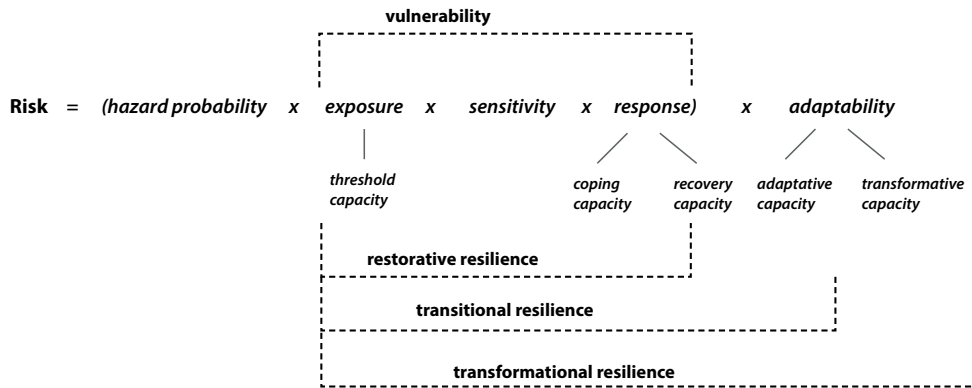 vulnerability
Risk = (hazard probability x exposure x sensitivity x response) x adaptability
threshold capacity
coping capacity
recovery capacity
adaptative capacity
transformative capacity
restorative resilience
transitional resilience
transformational resilience